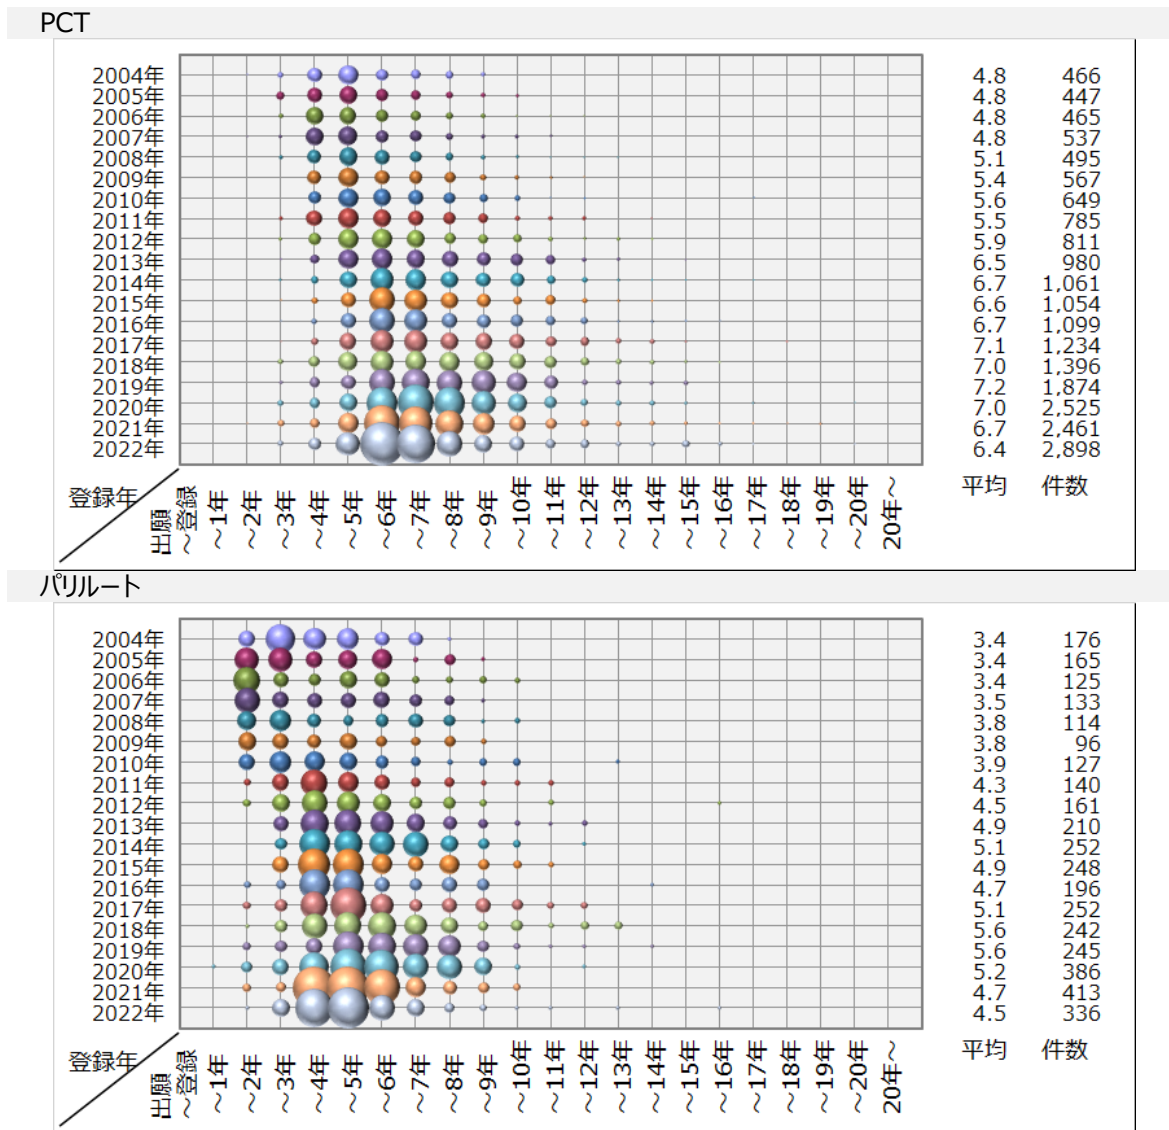 PCT
2004年 4.8 466
2005年 4.8 447
2006年 4.8 465
2007年 4.8 537
2008年 5.1 495
2009年 5.4 567
2010年 5.6 649
2011年 5.5 785
2012年 5.9 811
2013年 6.5 980
2014年 6.7 1,061
2015年 6.6 1,054
2016年 6.7 1,099
2017年 7.1 1,234
2018年 7.0 1,396
2019年 7.2 1,874
2020年 7.0 2,525
2021年 6.7 2,461
2022年 6.4 2,898
登録年 出願～登録 ～1年 ～2年 ～3年 ～4年 ～5年 ～6年 ～7年 ～8年 ～9年 ～10年 ～11年 ～12年 ～13年 ～14年 ～15年 ～16年 ～17年 ～18年 ～19年 ～20年 20年～ 平均 件数
パリルート
2004年 3.4 176
2005年 3.4 165
2006年 3.4 125
2007年 3.5 133
2008年 3.8 114
2009年 3.8 96
2010年 3.9 127
2011年 4.3 140
2012年 4.5 161
2013年 4.9 210
2014年 5.1 252
2015年 4.9 248
2016年 4.7 196
2017年 5.1 252
2018年 5.6 242
2019年 5.6 245
2020年 5.2 386
2021年 4.7 413
2022年 4.5 336
登録年 出願～登録 ～1年 ～2年 ～3年 ～4年 ～5年 ～6年 ～7年 ～8年 ～9年 ～10年 ～11年 ～12年 ～13年 ～14年 ～15年 ～16年 ～17年 ～18年 ～19年 ～20年 20年～ 平均 件数